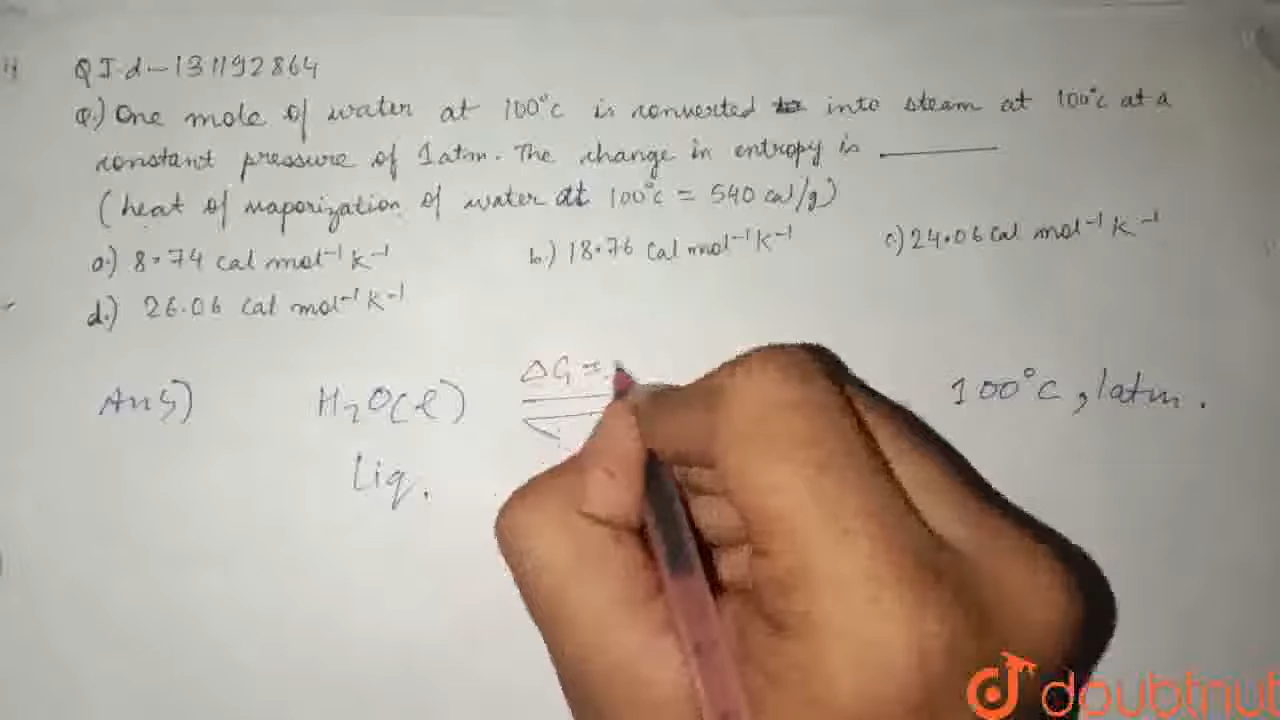 QI.d-131192864
Q.) One mole of water at 100°C is converted to into steam at 100°C at a
constant pressure of 1atm. The change in entropy is ______
(heat of vaporization of water at 100°C = 540 cal/g)
a.) 8.74 cal mol⁻¹ K⁻¹ b.) 18.76 Cal mol⁻¹ K⁻¹ c.) 24.06 Cal mol⁻¹ K⁻¹
d.) 26.06 Cal mol⁻¹ K⁻¹
ΔG =
Ans) H₂O(l) 100°C, 1atm.
Liq.
doubtnut